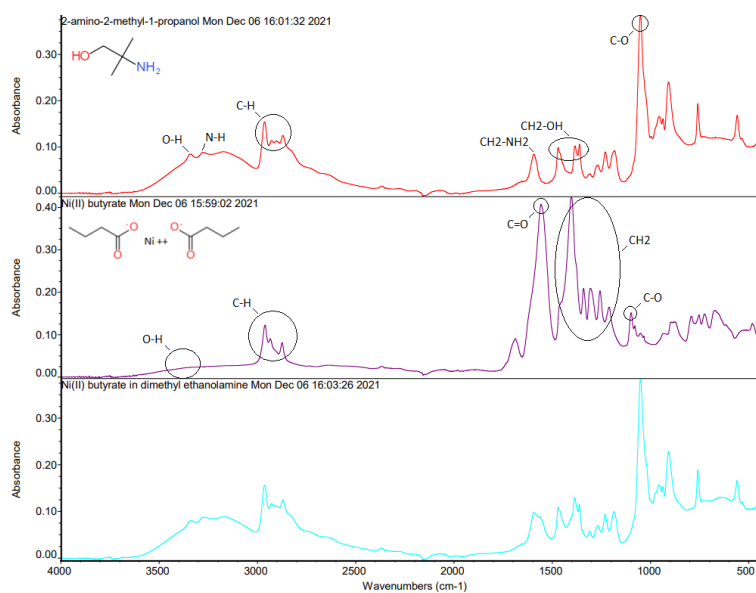 2-amino-2-methyl-1-propanol Mon Dec 06 16:01:32 2021
C-O
HO
NH2
C-H
O-H
N-H
CH2-OH
CH2-NH2
0.30
0.20
0.10
0.00
Absorbance
Ni(II) butyrate Mon Dec 06 15:59:02 2021
O-
O
Ni ++
-O
O
C=O
CH2
C-H
C-O
O-H
0.40
0.30
0.20
0.10
0.00
Absorbance
Ni(II) butyrate in dimethyl ethanolamine Mon Dec 06 16:03:26 2021
0.30
0.20
0.10
0.00
Absorbance
4000 3500 3000 2500 2000 1500 1000 500
Wavenumbers (cm-1)